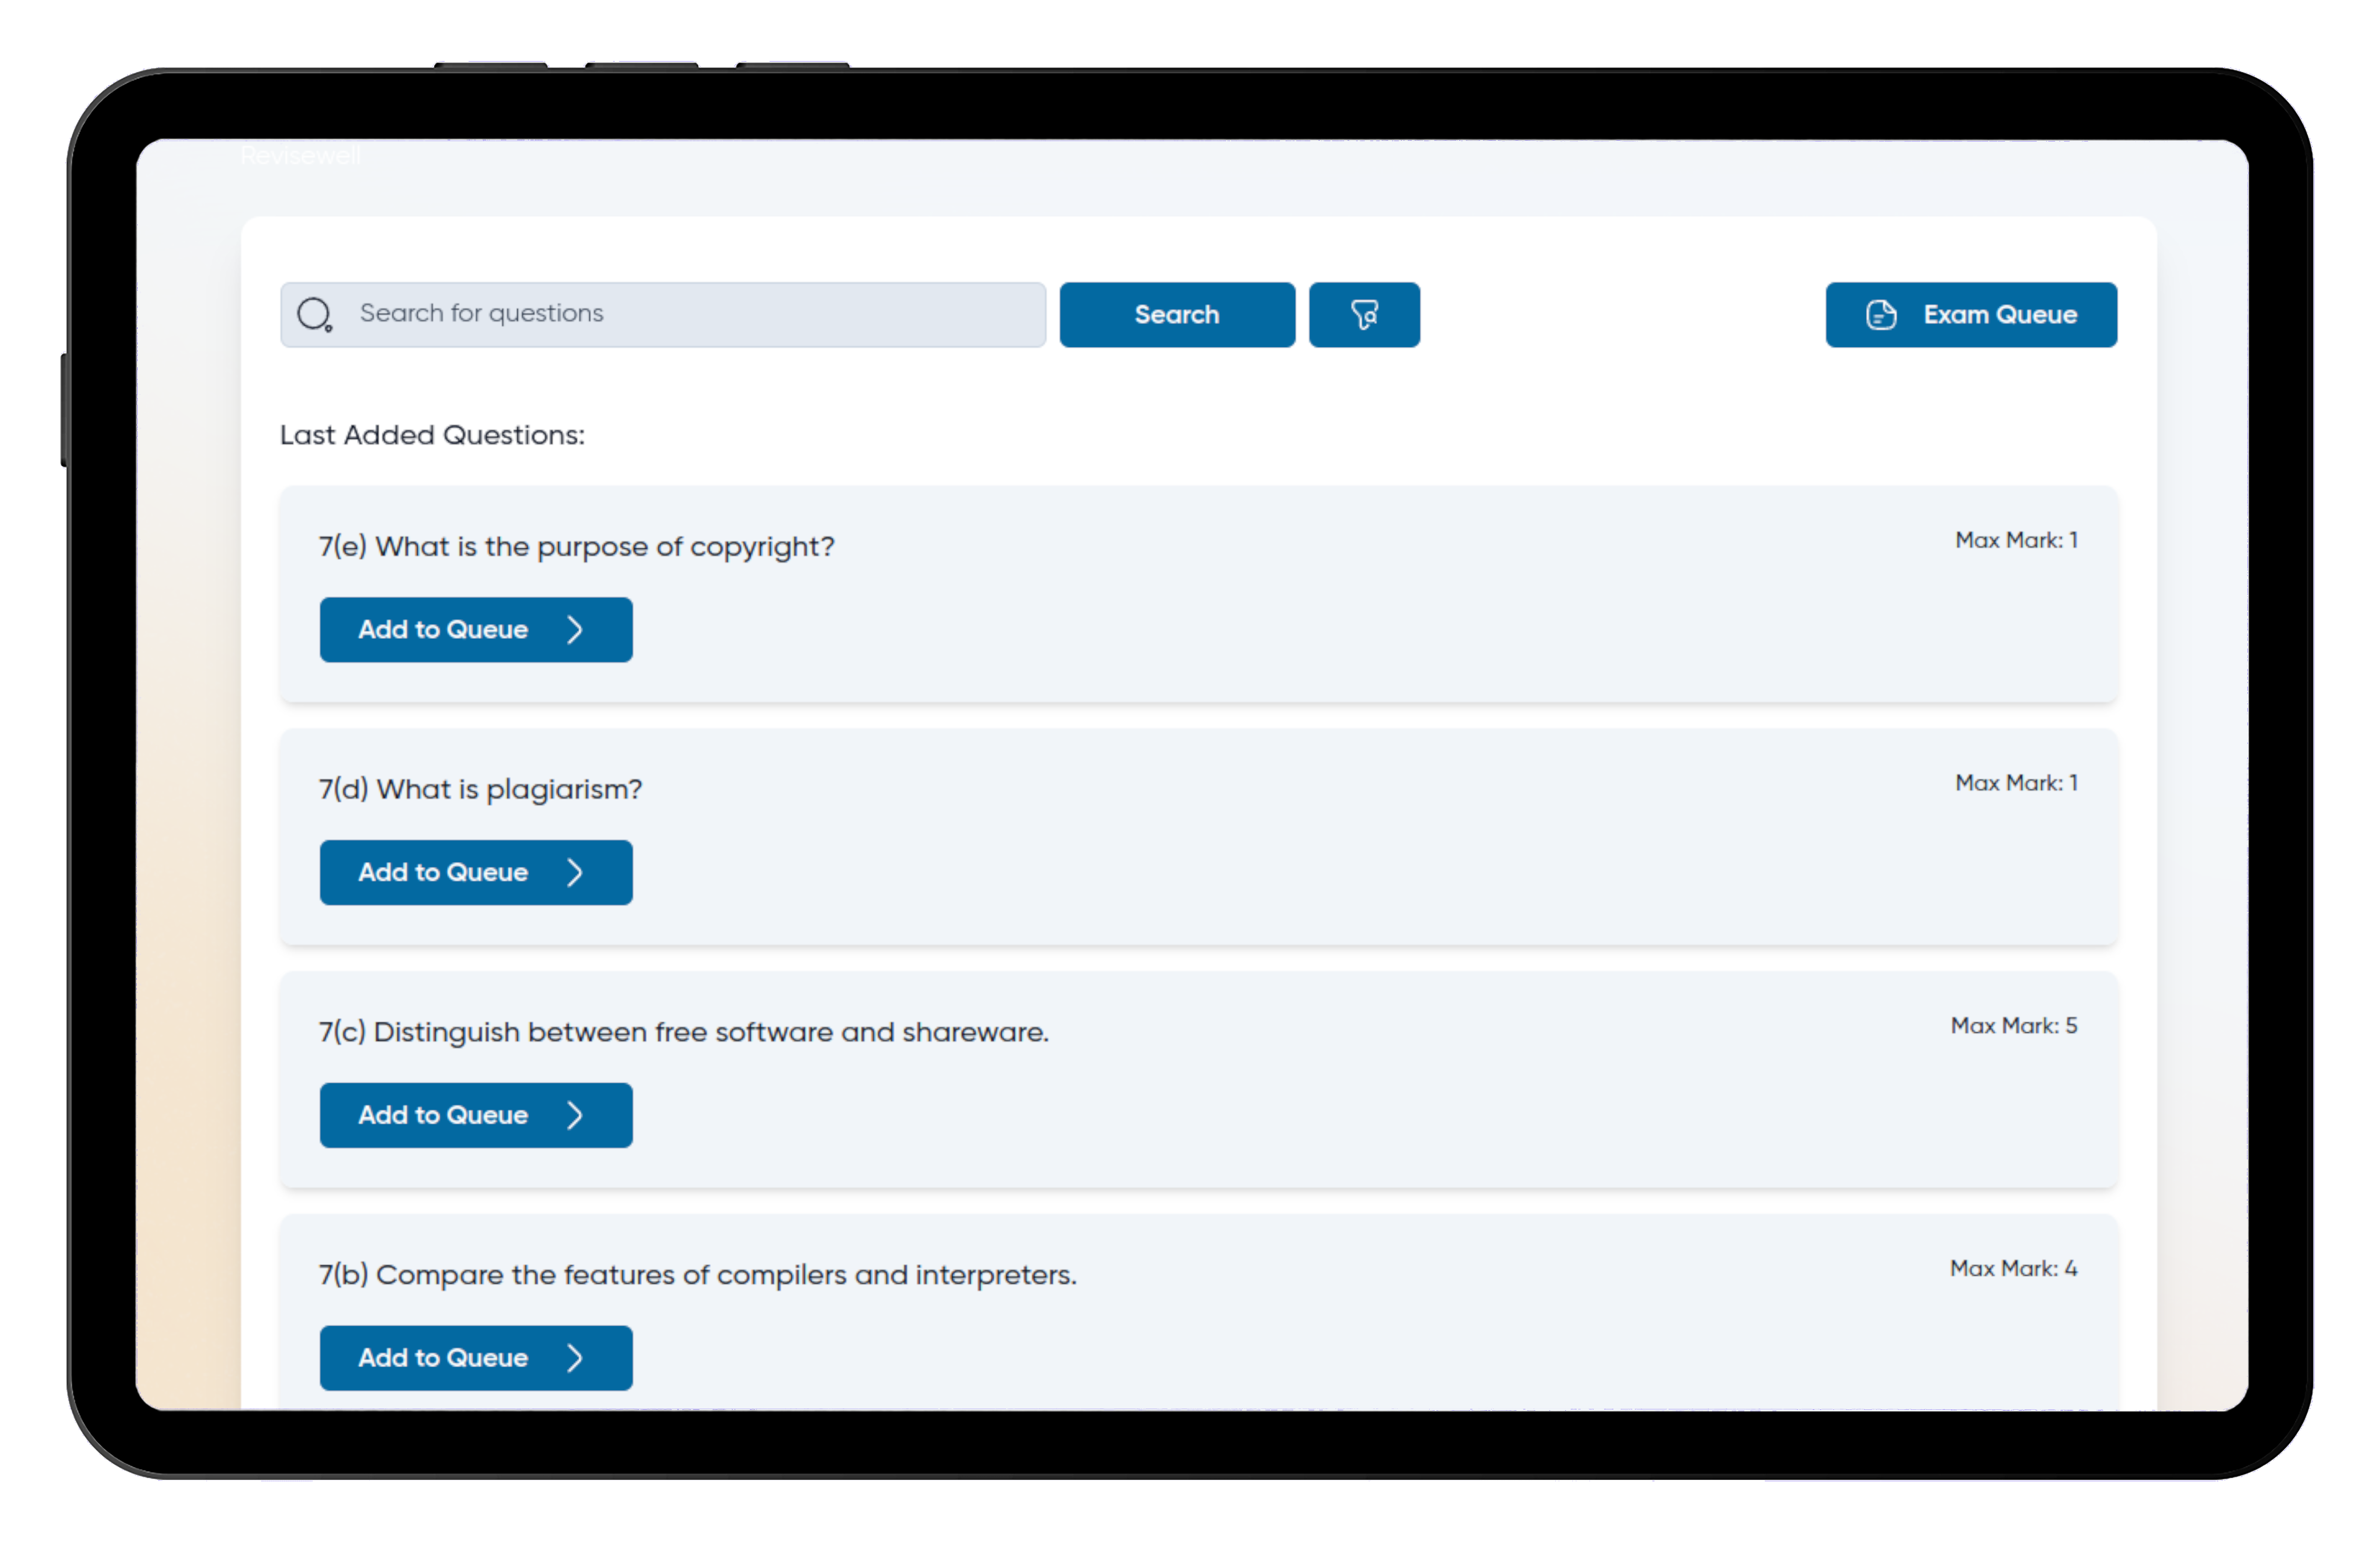 Revisewell
Search for questions
Search
Exam Queue
Last Added Questions:
7(e) What is the purpose of copyright?
Max Mark: 1
Add to Queue
7(d) What is plagiarism?
Max Mark: 1
Add to Queue
7(c) Distinguish between free software and shareware.
Max Mark: 5
Add to Queue
7(b) Compare the features of compilers and interpreters.
Max Mark: 4
Add to Queue